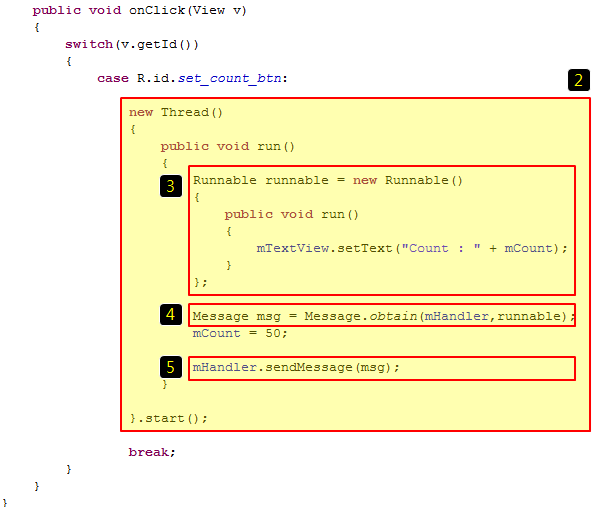 public void onClick(View v)
{
switch(v.getId())
{
case R.id.set_count_btn:
2
new Thread()
{
public void run()
{
3
Runnable runnable = new Runnable()
{
public void run()
{
mTextView.setText("Count : " + mCount);
}
};
4
Message msg = Message.obtain(mHandler,runnable);
mCount = 50;
5
mHandler.sendMessage(msg);
}
}.start();
break;
}
}
}